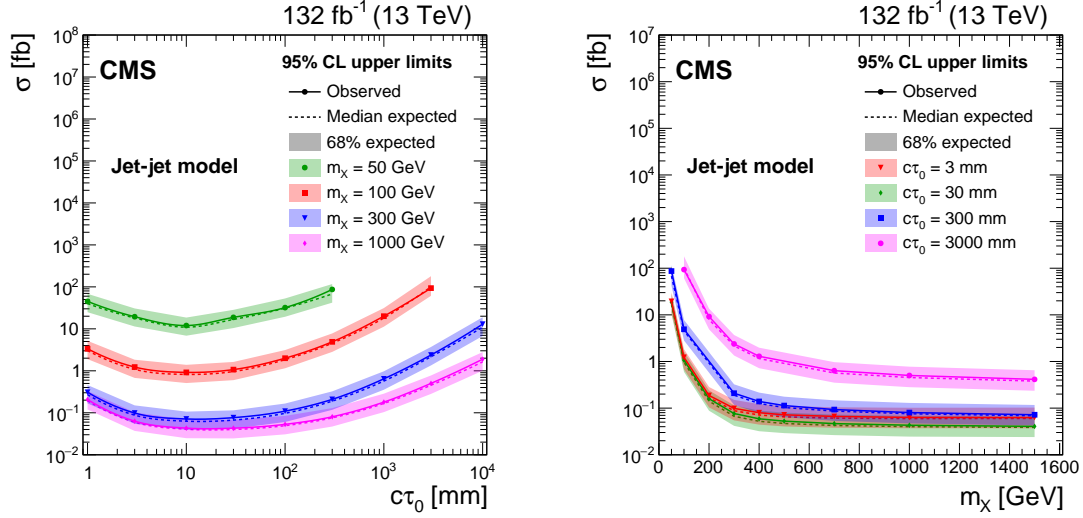 132 fb⁻¹ (13 TeV)
σ [fb]
CMS
95% CL upper limits
Observed
Median expected
68% expected
Jet-jet model
m_X = 50 GeV
m_X = 100 GeV
m_X = 300 GeV
m_X = 1000 GeV
10⁸
10⁷
10⁶
10⁵
10⁴
10³
10²
10
1
10⁻¹
10⁻²
1 10 10² 10³ 10⁴
cτ₀ [mm]
132 fb⁻¹ (13 TeV)
σ [fb]
CMS
95% CL upper limits
Observed
Median expected
68% expected
Jet-jet model
cτ₀ = 3 mm
cτ₀ = 30 mm
cτ₀ = 300 mm
cτ₀ = 3000 mm
10⁷
10⁶
10⁵
10⁴
10³
10²
10
1
10⁻¹
10⁻²
0 200 400 600 800 1000 1200 1400 1600
m_X [GeV]